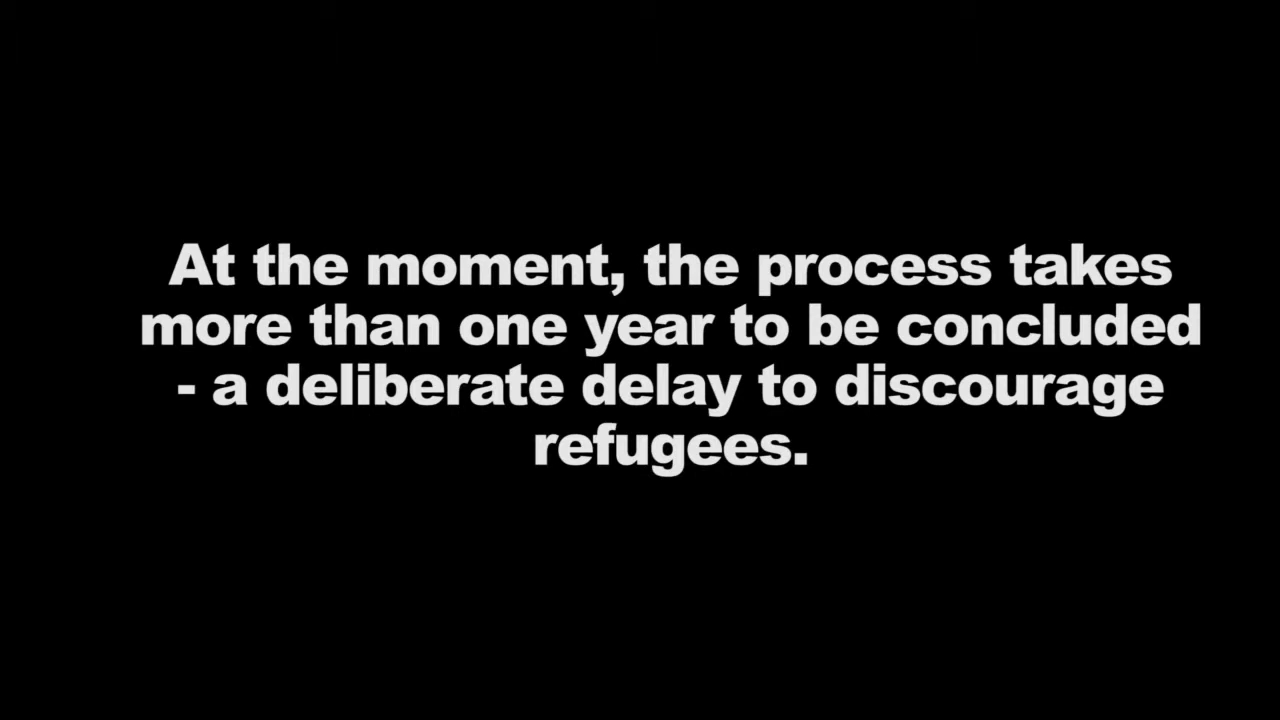 At the moment, the process takes
more than one year to be concluded
- a deliberate delay to discourage
refugees.